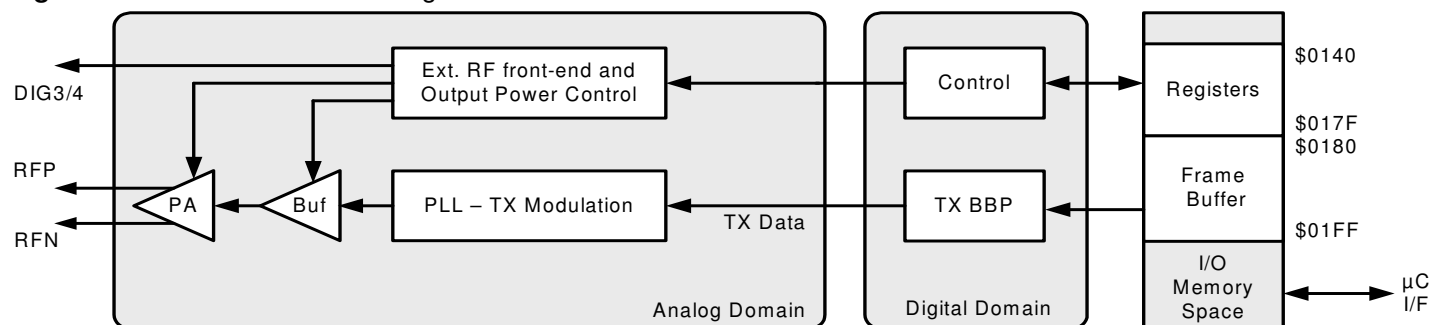 DIG3/4
RFP
RFN
Ext. RF front-end and
Output Power Control
PA
Buf
PLL – TX Modulation
TX Data
Analog Domain
Control
TX BBP
Digital Domain
Registers
Frame
Buffer
I/O
Memory
Space
$0140
$017F
$0180
$01FF
µC
I/F